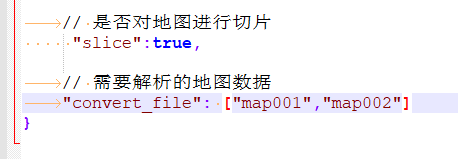 // 是否对地图进行切片
"slice":true,
// 需要解析的地图数据
"convert_file": ["map001","map002"]
}